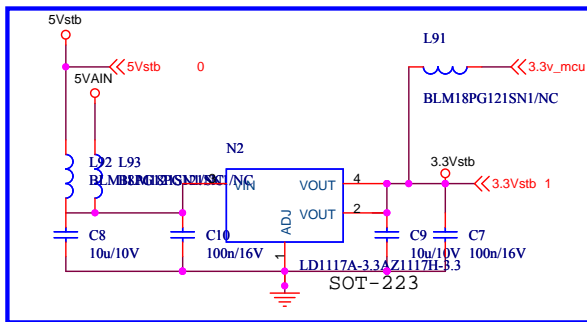 5Vstb
5Vstb 0
5VAIN
L91
3.3v_mcu
BLM18PG121SN1/NC
N2
L92 L93
VIN
VOUT 4
3.3Vstb
3.3Vstb 1
VOUT 2
ADJ
1
C8
10u/10V
C10
100n/16V
C9
10u/10V
C7
100n/16V
LD1117A-3.3AZ1117H-3.3
SOT-223